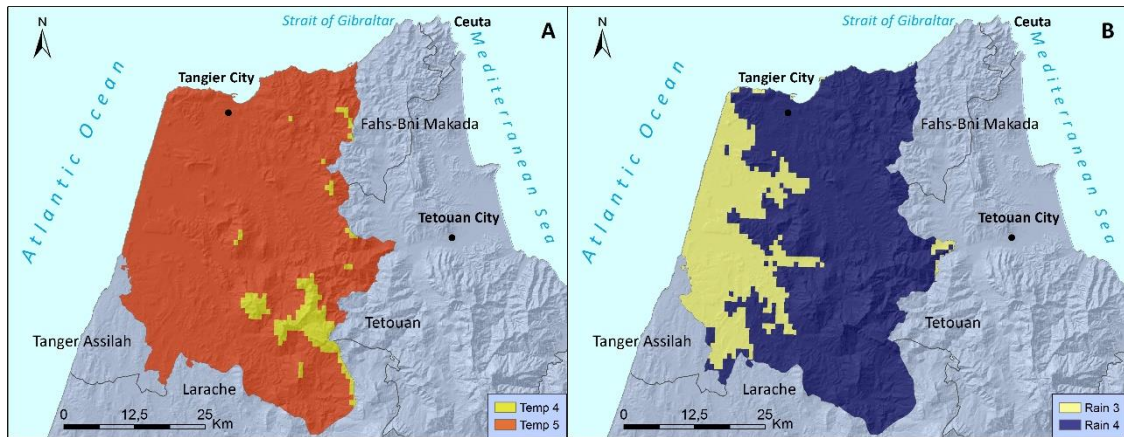 N
Strait of Gibraltar
Ceuta
A
Tangier City
Mediterranean Sea
Atlantic Ocean
Fahs-Bni Makada
Tetouan City
Tetouan
Tanger Assilah
Larache
0 12,5 25
Km
Temp 4
Temp 5
N
Strait of Gibraltar
Ceuta
B
Tangier City
Mediterranean Sea
Atlantic Ocean
Fahs-Bni Makada
Tetouan City
Tetouan
Tanger Assilah
Larache
0 12,5 25
Km
Rain 3
Rain 4